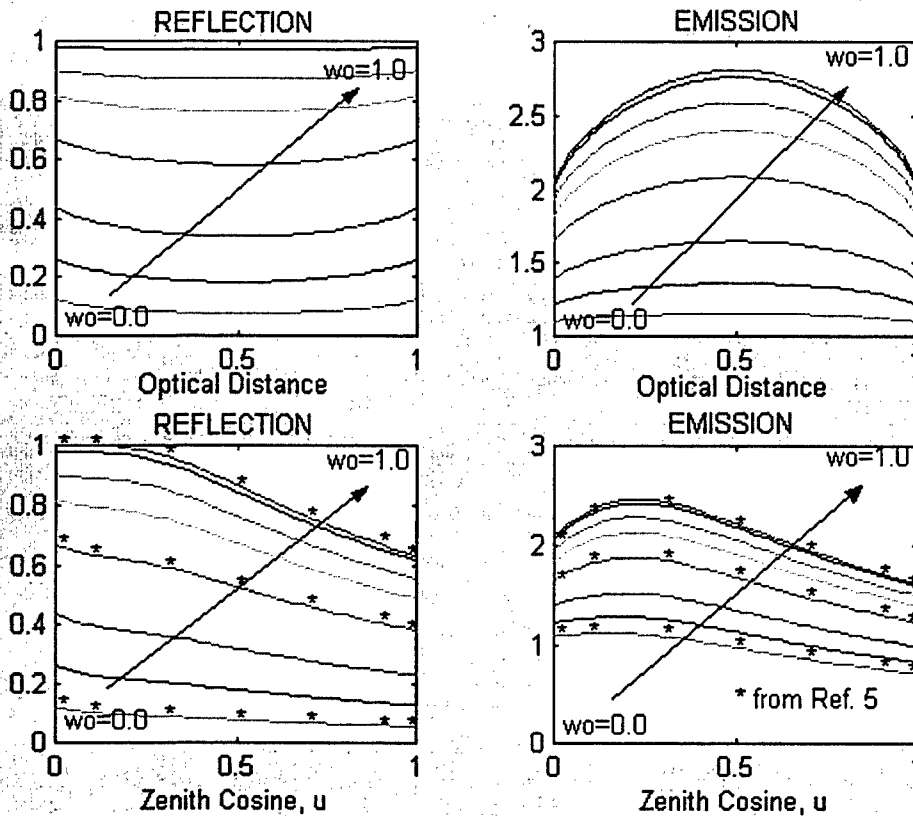 REFLECTION
1
0.8
0.6
0.4
0.2
0
wo=1.0
wo=0.0
0
0.5
1
Optical Distance
EMISSION
3
2.5
2
1.5
1
wo=1.0
wo=0.0
0
0.5
1
Optical Distance
REFLECTION
1
0.8
0.6
0.4
0.2
0
wo=1.0
wo=0.0
0
0.5
1
Zenith Cosine, u
EMISSION
3
2
1
0
wo=1.0
wo=0.0
* from Ref. 5
0
0.5
1
Zenith Cosine, u